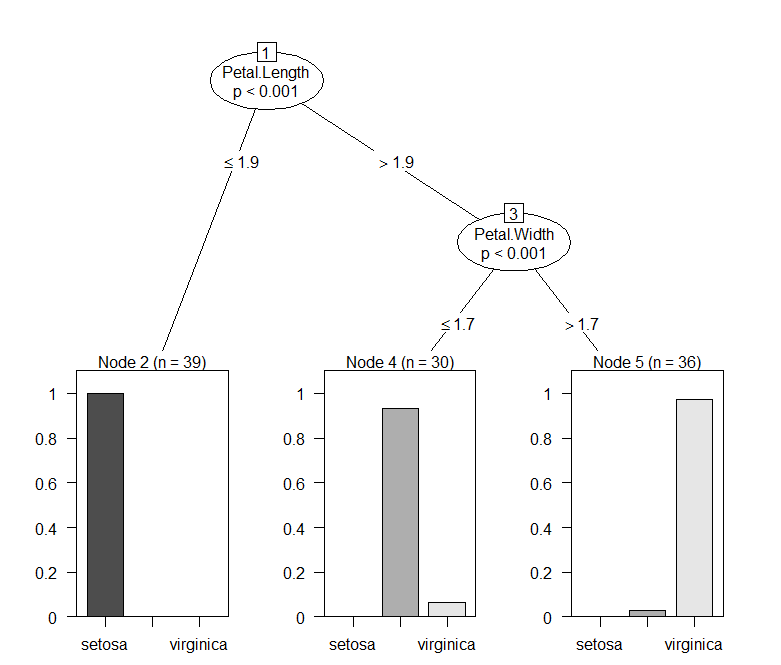 1
Petal.Length
p < 0.001
≤ 1.9
> 1.9
3
Petal.Width
p < 0.001
≤ 1.7
> 1.7
Node 2 (n = 39)
1
0.8
0.6
0.4
0.2
0
setosa virginica
Node 4 (n = 30)
1
0.8
0.6
0.4
0.2
0
setosa virginica
Node 5 (n = 36)
1
0.8
0.6
0.4
0.2
0
setosa virginica